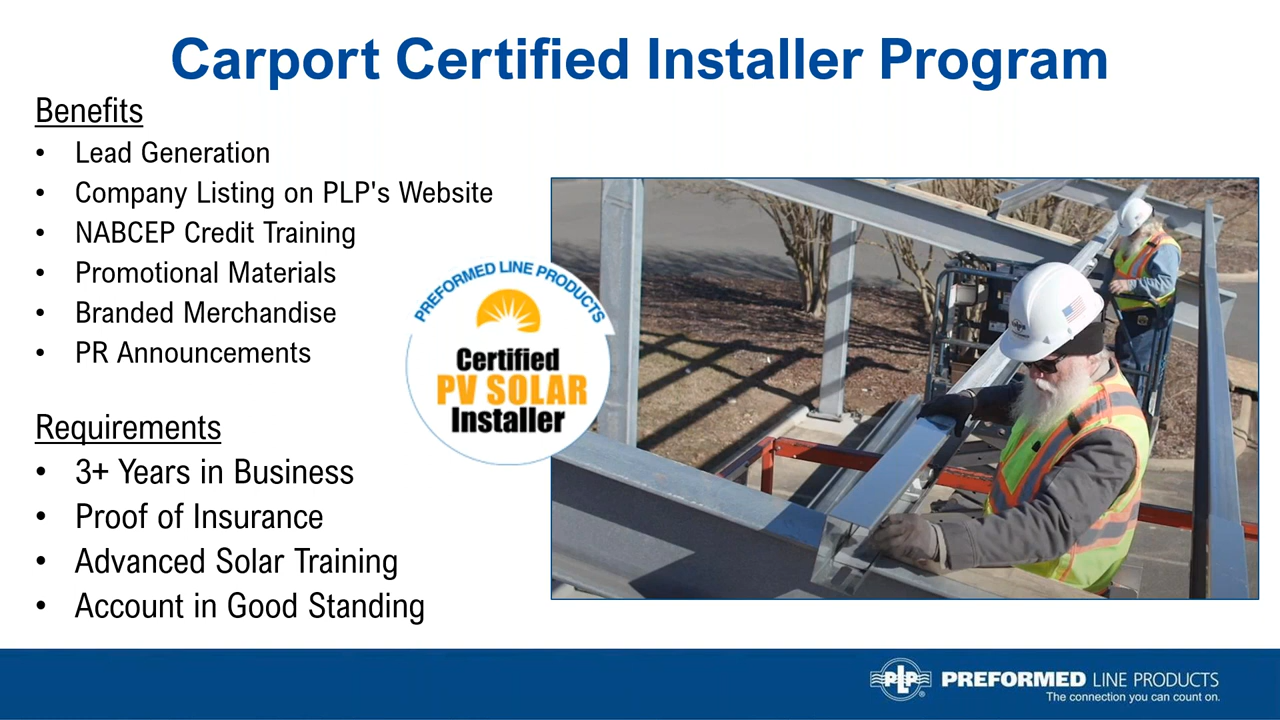 Carport Certified Installer Program
Benefits
• Lead Generation
• Company Listing on PLP's Website
• NABCEP Credit Training
• Promotional Materials
• Branded Merchandise
• PR Announcements
PREFORMED LINE PRODUCTS
Certified
PV SOLAR
Installer
Requirements
• 3+ Years in Business
• Proof of Insurance
• Advanced Solar Training
• Account in Good Standing
PLP®
PREFORMED LINE PRODUCTS
The connection you can count on.